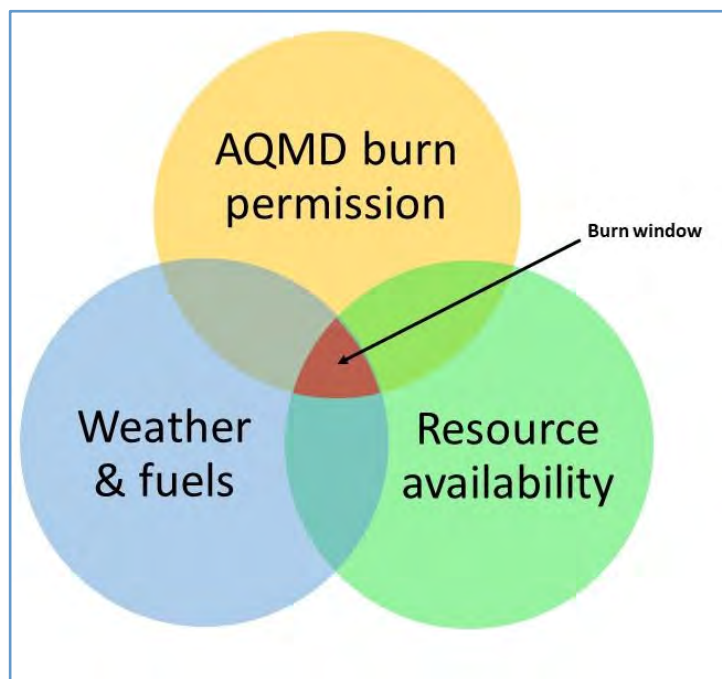 AQMD burn
permission
Burn window
Weather
& fuels
Resource
availability